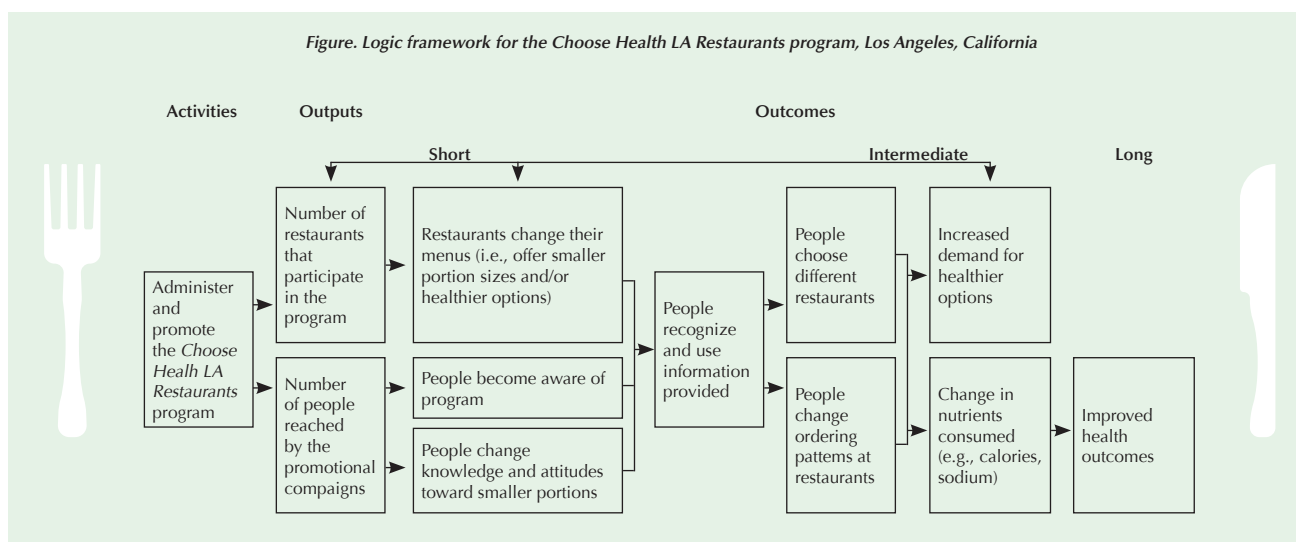 Figure. Logic framework for the Choose Health LA Restaurants program, Los Angeles, California
Activities
Outputs
Outcomes
Short
Intermediate
Long
Administer
and
promote
the Choose
Healh LA
Restaurants
program
Number of
restaurants
that
participate
in the
program
Number
of people
reached
by the
promotional
compaigns
Restaurants change their
menus (i.e., offer smaller
portion sizes and/or
healthier options)
People become aware of
program
People change
knowledge and attitudes
toward smaller portions
People
recognize
and use
information
provided
People
choose
different
restaurants
People
change
ordering
pattems at
restaurants
Increased
demand for
healthier
options
Change in
nutrients
consumed
(e.g., calories,
sodium)
Improved
health
outcomes